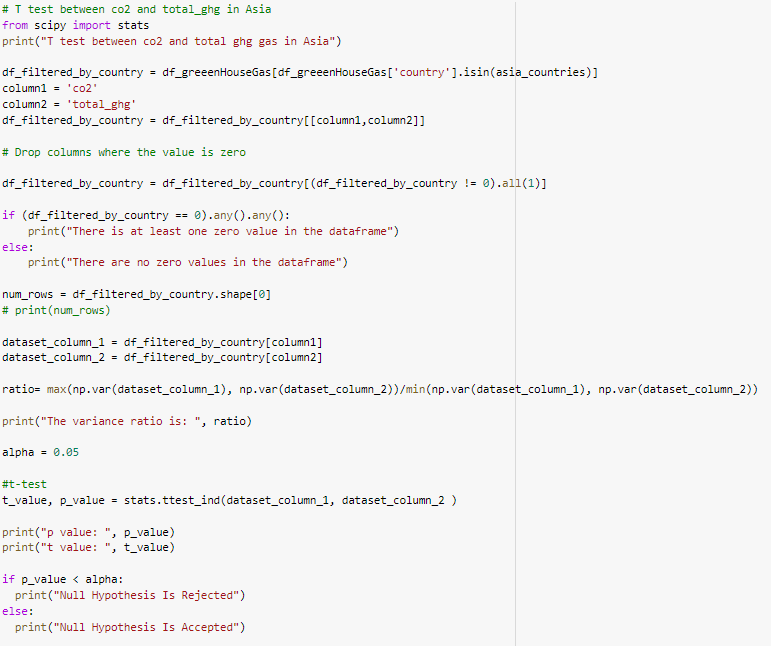 # T test between co2 and total_ghg in Asia
from scipy import stats
print("T test between co2 and total ghg gas in Asia")
df_filtered_by_country = df_greeenHouseGas[df_greeenHouseGas['country'].isin(asia_countries)]
column1 = 'co2'
column2 = 'total_ghg'
df_filtered_by_country = df_filtered_by_country[[column1,column2]]
# Drop columns where the value is zero
df_filtered_by_country = df_filtered_by_country[(df_filtered_by_country != 0).all(1)]
if (df_filtered_by_country == 0).any().any():
    print("There is at least one zero value in the dataframe")
else:
    print("There are no zero values in the dataframe")
num_rows = df_filtered_by_country.shape[0]
# print(num_rows)
dataset_column_1 = df_filtered_by_country[column1]
dataset_column_2 = df_filtered_by_country[column2]
ratio= max(np.var(dataset_column_1), np.var(dataset_column_2))/min(np.var(dataset_column_1), np.var(dataset_column_2))
print("The variance ratio is: ", ratio)
alpha = 0.05
#t-test
t_value, p_value = stats.ttest_ind(dataset_column_1, dataset_column_2 )
print("p value: ", p_value)
print("t value: ", t_value)
if p_value < alpha:
  print("Null Hypothesis Is Rejected")
else:
  print("Null Hypothesis Is Accepted")